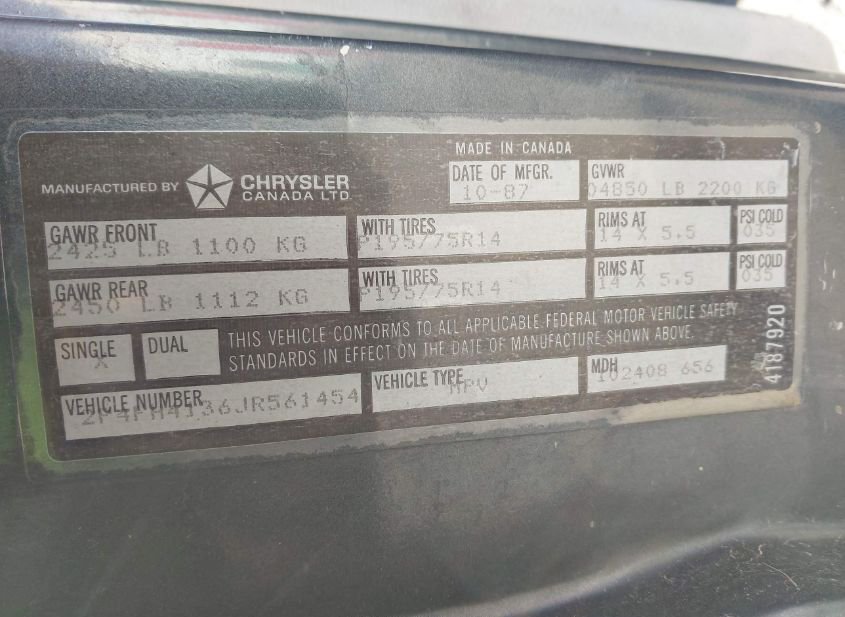 MADE IN CANADA
MANUFACTURED BY CHRYSLER
CANADA LTD.
DATE OF MFGR.
10-87
GVWR
04850 LB 2200 KG
GAWR FRONT
2425 LB 1100 KG
WITH TIRES
P195/75R14
RIMS AT
14 X 5.5
PSI COLD
035
GAWR REAR
2450 LB 1112 KG
WITH TIRES
P195/75R14
RIMS AT
14 X 5.5
PSI COLD
035
SINGLE
X
DUAL
THIS VEHICLE CONFORMS TO ALL APPLICABLE FEDERAL MOTOR VEHICLE SAFETY
STANDARDS IN EFFECT ON THE DATE OF MANUFACTURE SHOWN ABOVE.
VEHICLE NUMBER
VEHICLE TYPE
MPV
MDH
102408 656
4187920